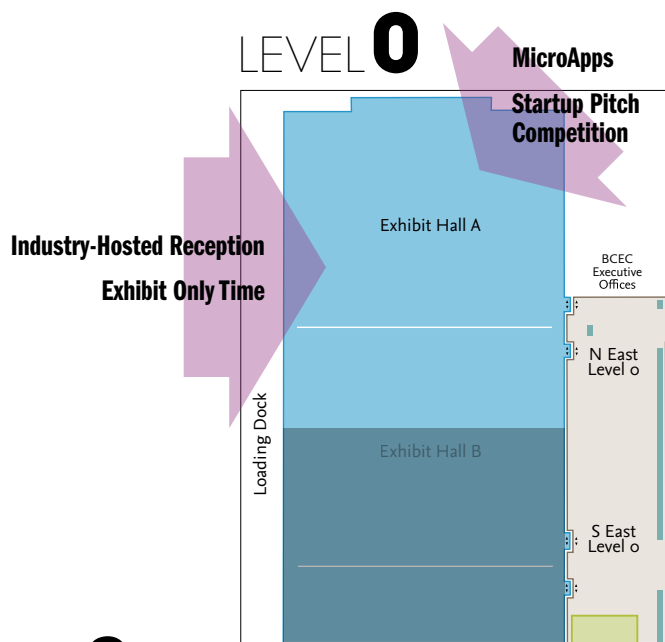 LEVEL 0
MicroApps
Startup Pitch
Competition
Exhibit Hall A
Industry-Hosted Reception
Exhibit Only Time
BCEC
Executive
Offices
N East
Level 0
Loading Dock
Exhibit Hall B
S East
Level 0